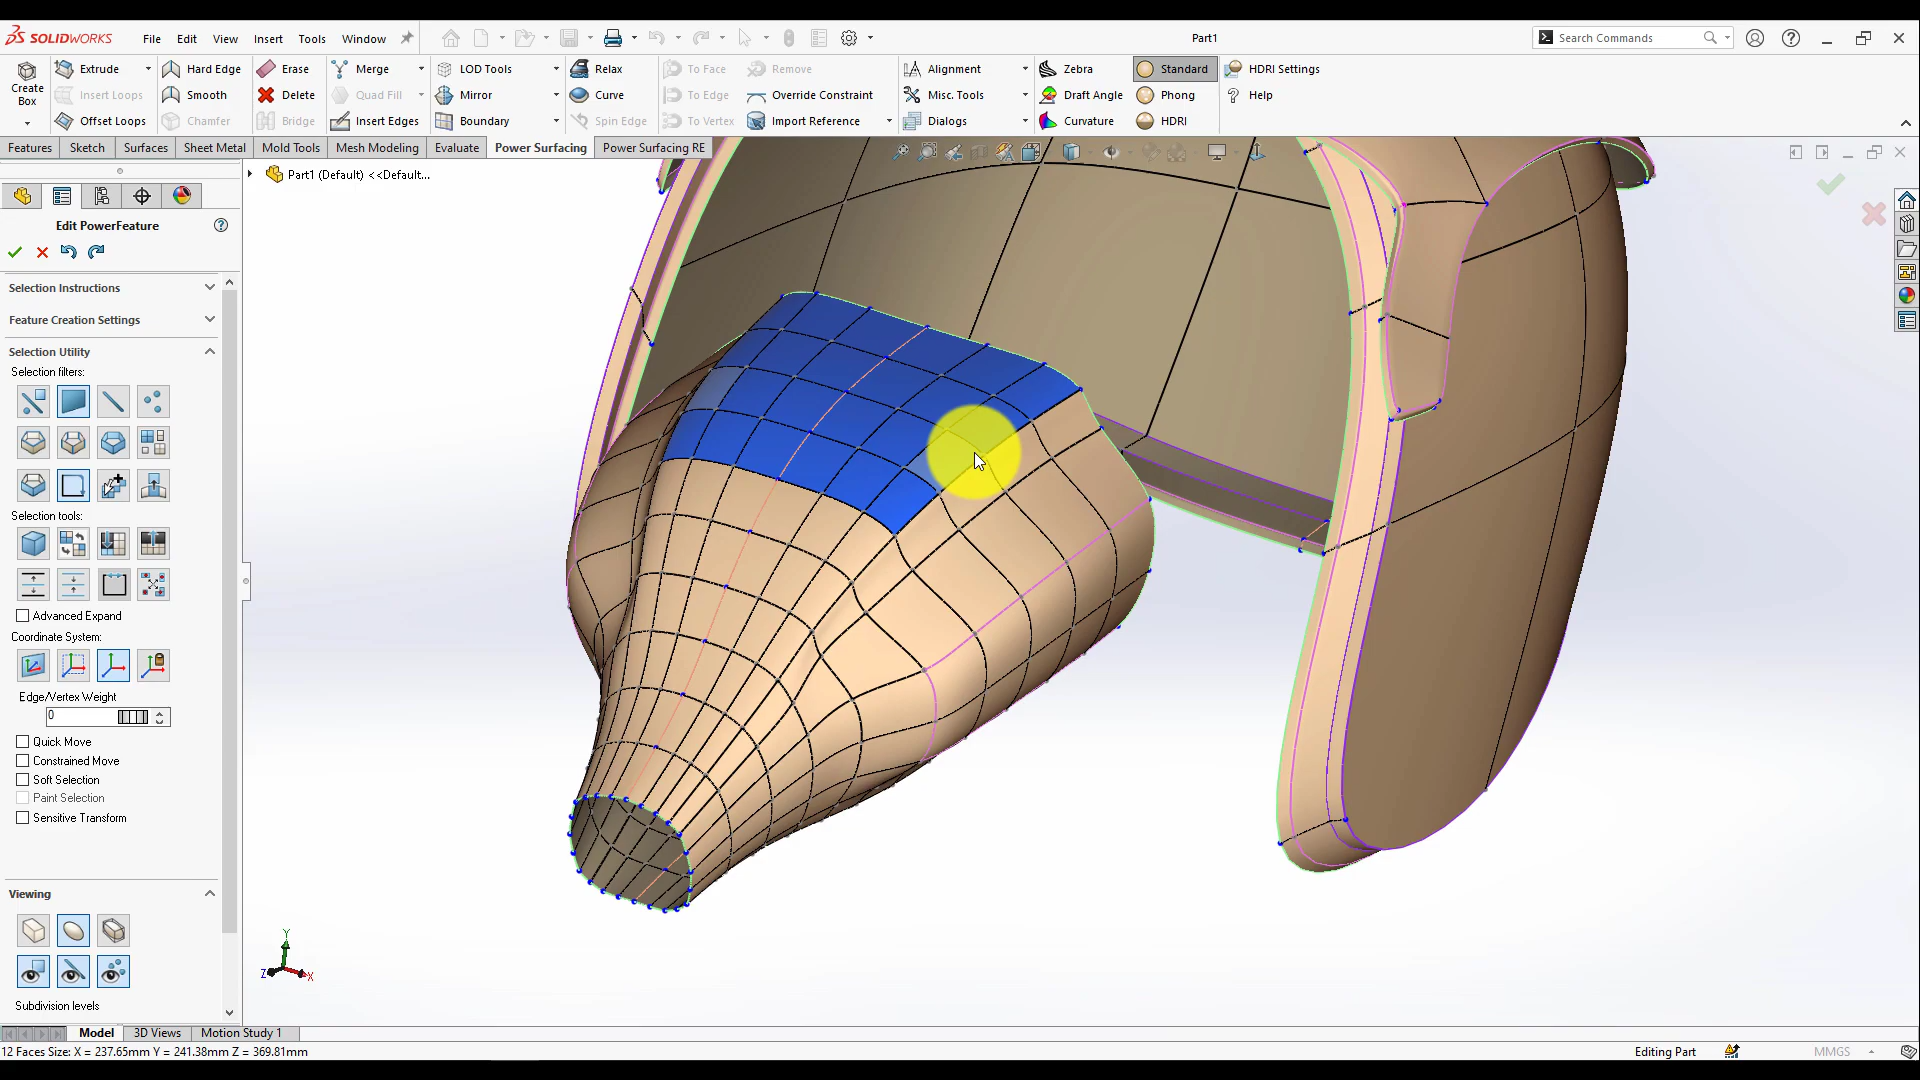 SOLIDWORKS File Edit View Insert Tools Window Part1 Search Commands
Create Box
Extrude Hard Edge Erase Merge LOD Tools Relax To Face Remove Alignment Zebra Standard HDRI Settings
Insert Loops Smooth Delete Quad Fill Mirror Curve To Edge Override Constraint Misc. Tools Draft Angle Phong Help
Offset Loops Chamfer Bridge Insert Edges Boundary Spin Edge To Vertex Import Reference Dialogs Curvature HDRI
Features Sketch Surfaces Sheet Metal Mold Tools Mesh Modeling Evaluate Power Surfacing Power Surfacing RE
Part1 (Default) <<Default...
Edit PowerFeature
Selection Instructions
Feature Creation Settings
Selection Utility
Selection filters:
Selection tools:
Advanced Expand
Coordinate System:
Edge/Vertex Weight
0
Quick Move
Constrained Move
Soft Selection
Paint Selection
Sensitive Transform
Viewing
Subdivision levels
Y
Z
X
Model 3D Views Motion Study 1
12 Faces Size: X = 237.65mm Y = 241.38mm Z = 369.81mm Editing Part MMGS